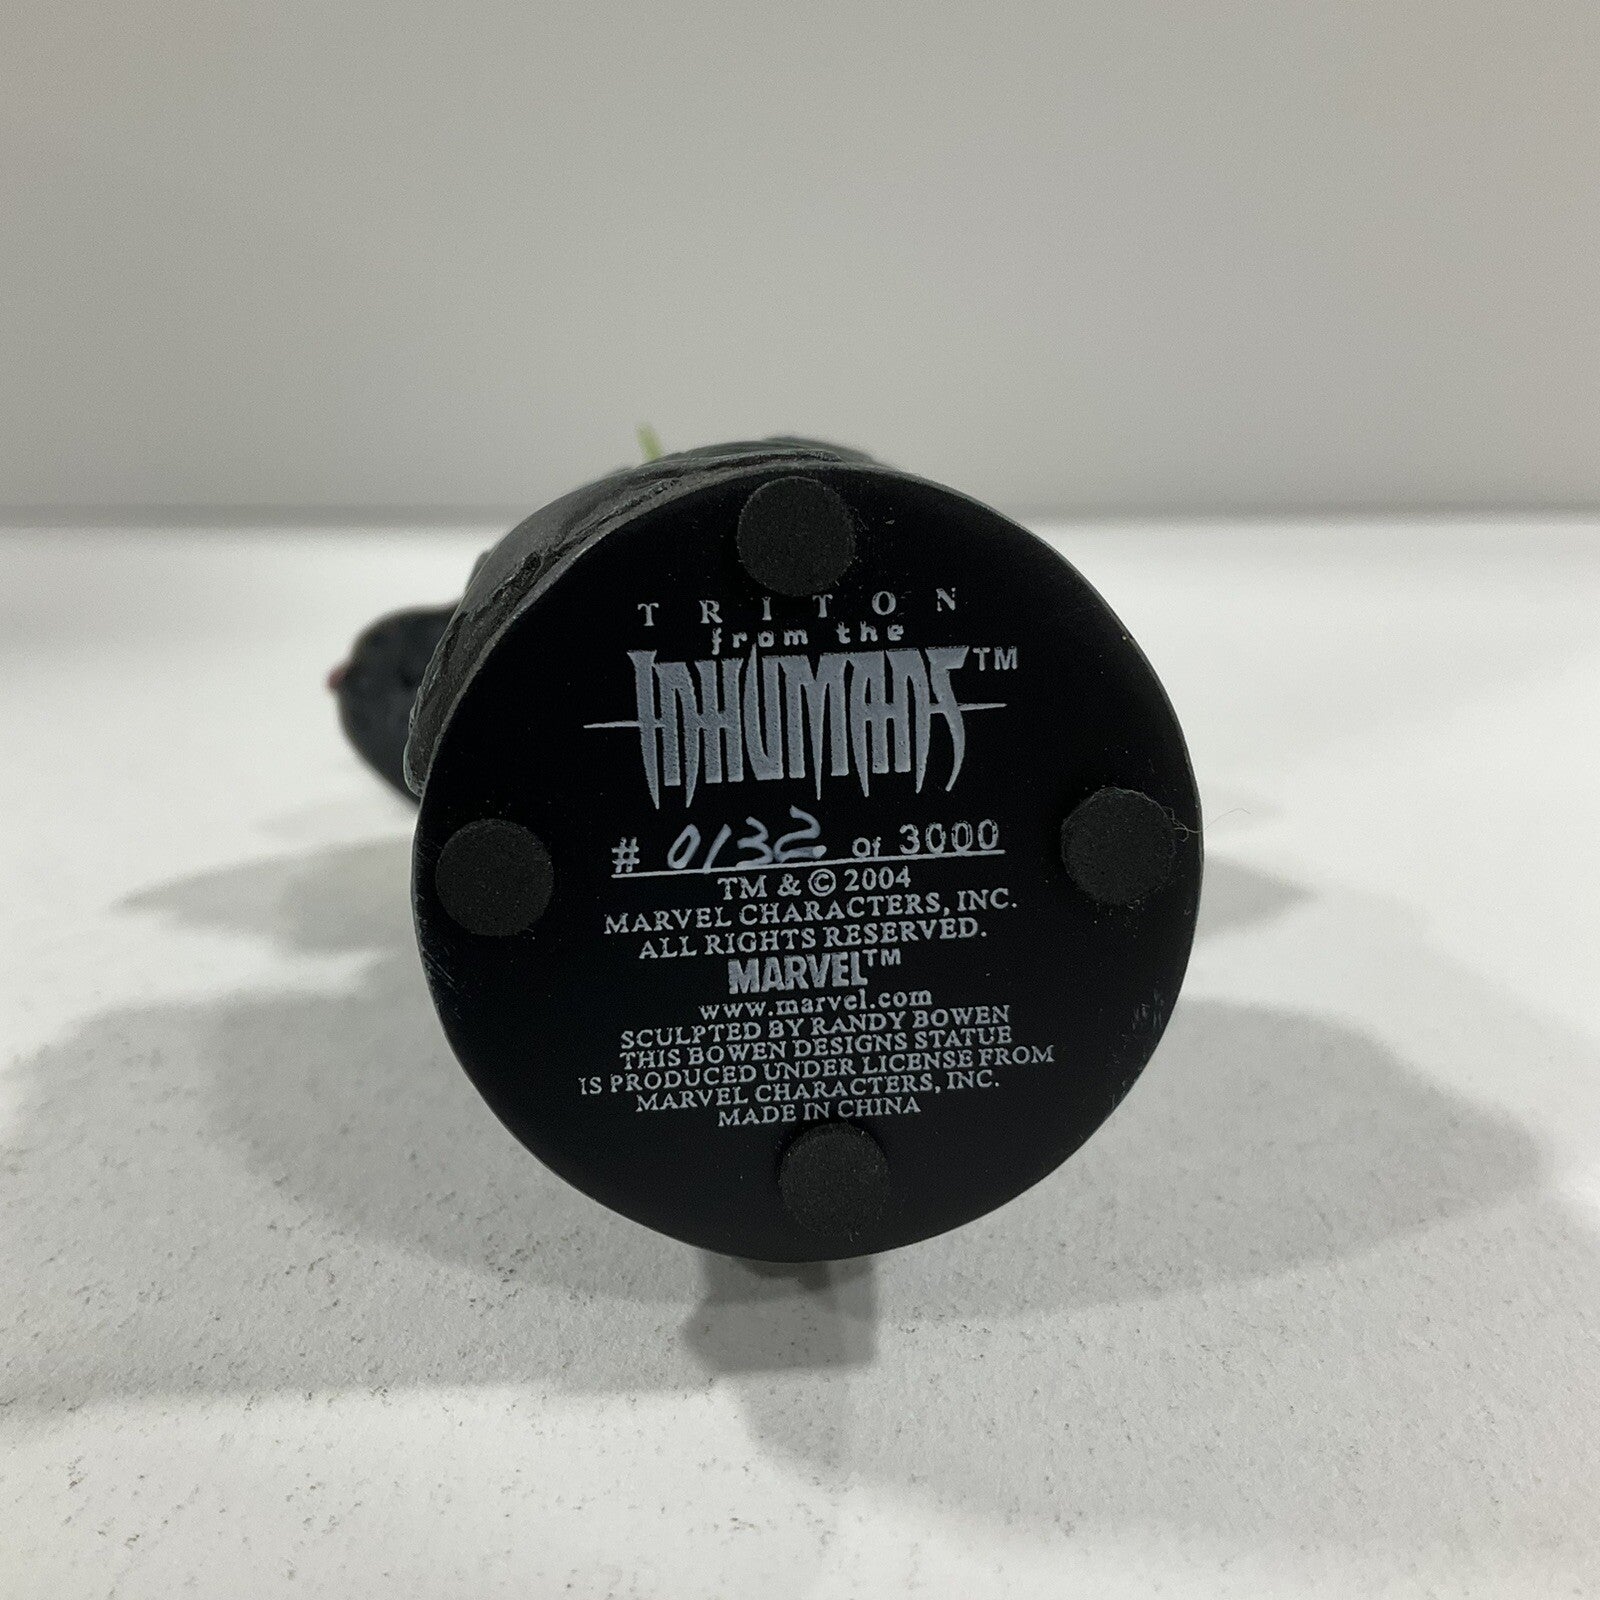 TRITON
from the
INHUMANS™
# 0132 of 3000
TM & © 2004
MARVEL CHARACTERS, INC.
ALL RIGHTS RESERVED.
MARVEL™
www.marvel.com
SCULPTED BY RANDY BOWEN
THIS BOWEN DESIGNS STATUE
IS PRODUCED UNDER LICENSE FROM
MARVEL CHARACTERS, INC.
MADE IN CHINA